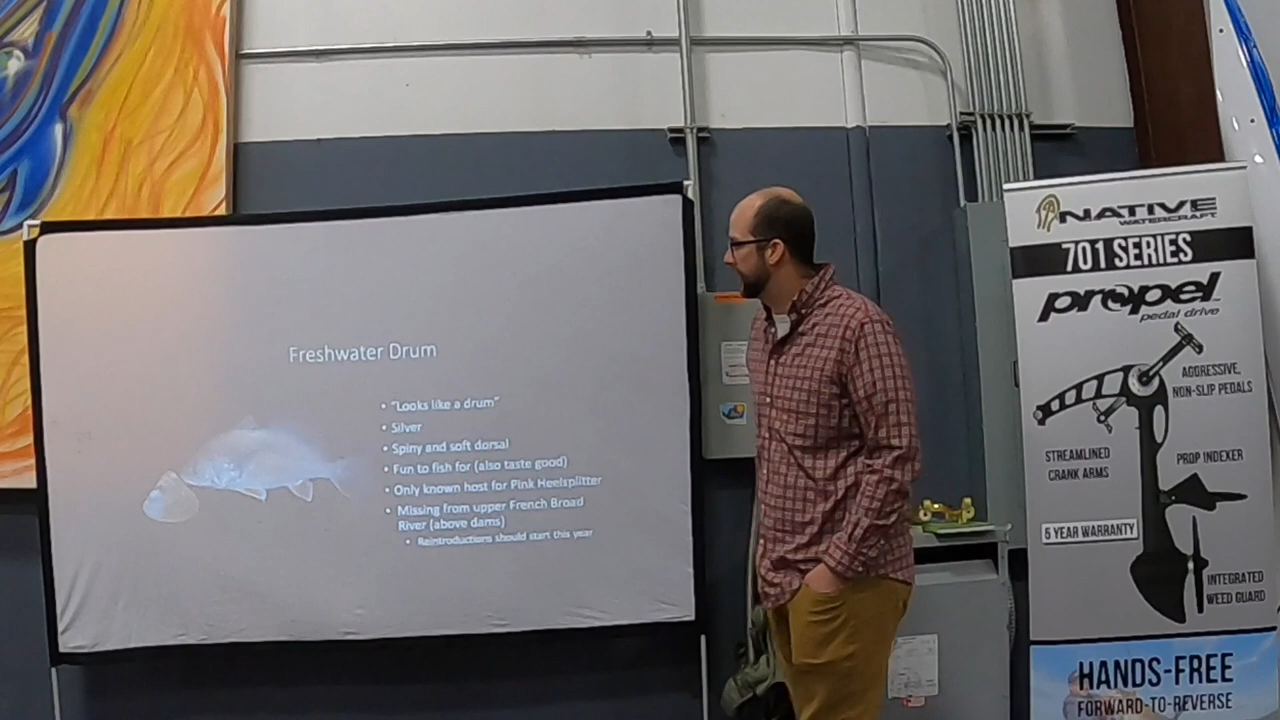 Freshwater Drum
• "Looks like a drum"
• Silver
• Spiny and soft dorsal
• Fun to fish for (also taste good)
• Only known host for Pink Heelsplitter
• Missing from upper French Broad
River (above dams)
• Reintroductions should start this year
NATIVE
WATERCRAFT
701 SERIES
propel
pedal drive
AGGRESSIVE,
NON-SLIP PEDALS
STREAMLINED
CRANK ARMS
PROP INDEXER
5 YEAR WARRANTY
INTEGRATED
WEED GUARD
HANDS-FREE
FORWARD-TO-REVERSE